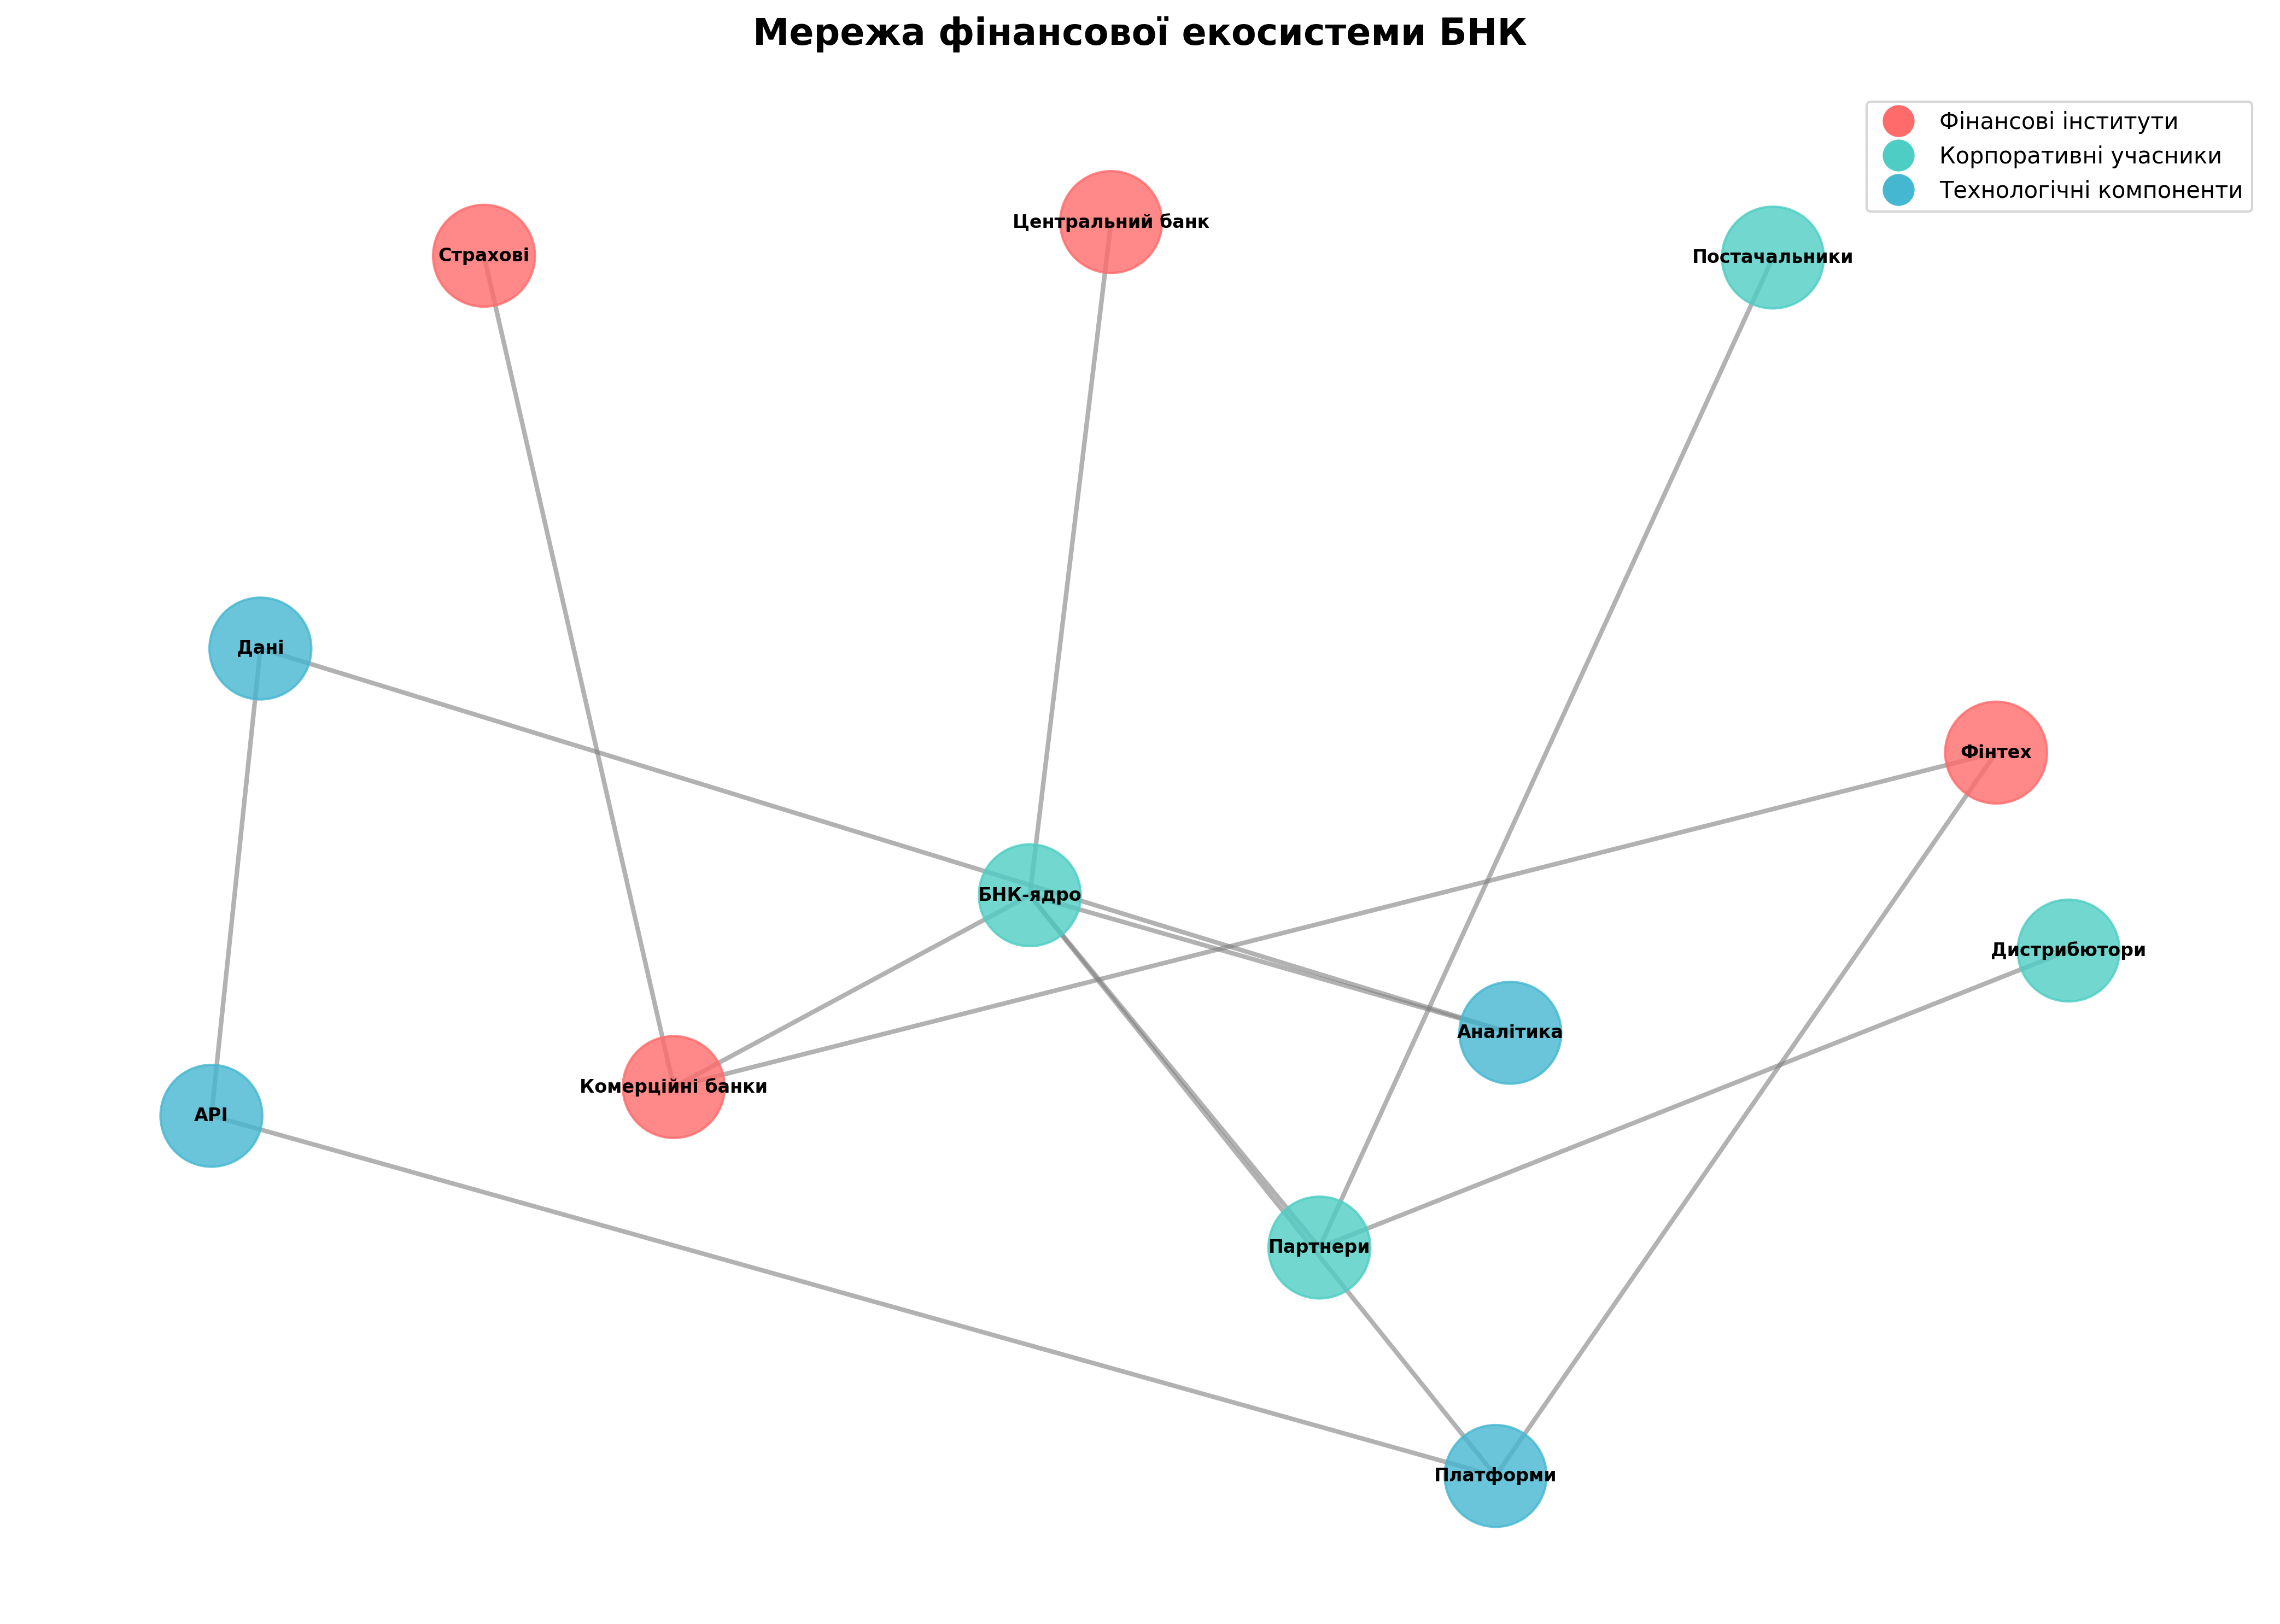 Мережа фінансової екосистеми БНК
Фінансові інститути
Корпоративні учасники
Технологічні компоненти
Центральний банк
Страхові
Постачальники
Дані
Фінтех
БНК-ядро
Дистрибютори
Аналітика
Комерційні банки
API
Партнери
Платформи